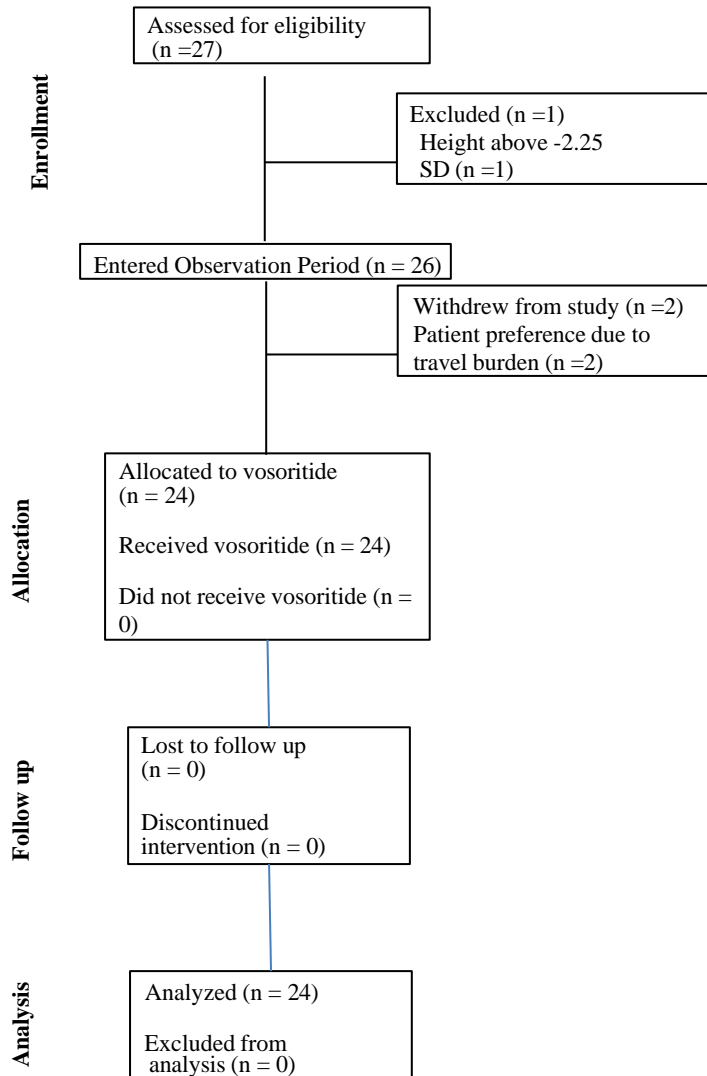 Enrollment
Assessed for eligibility
(n =27)
Excluded (n =1)
Height above -2.25
SD (n =1)
Entered Observation Period (n = 26)
Withdrew from study (n =2)
Patient preference due to
travel burden (n =2)
Allocation
Allocated to vosoritide
(n = 24)
Received vosoritide (n = 24)
Did not receive vosoritide (n =
0)
Follow up
Lost to follow up
(n = 0)
Discontinued
intervention (n = 0)
Analysis
Analyzed (n = 24)
Excluded from
analysis (n = 0)